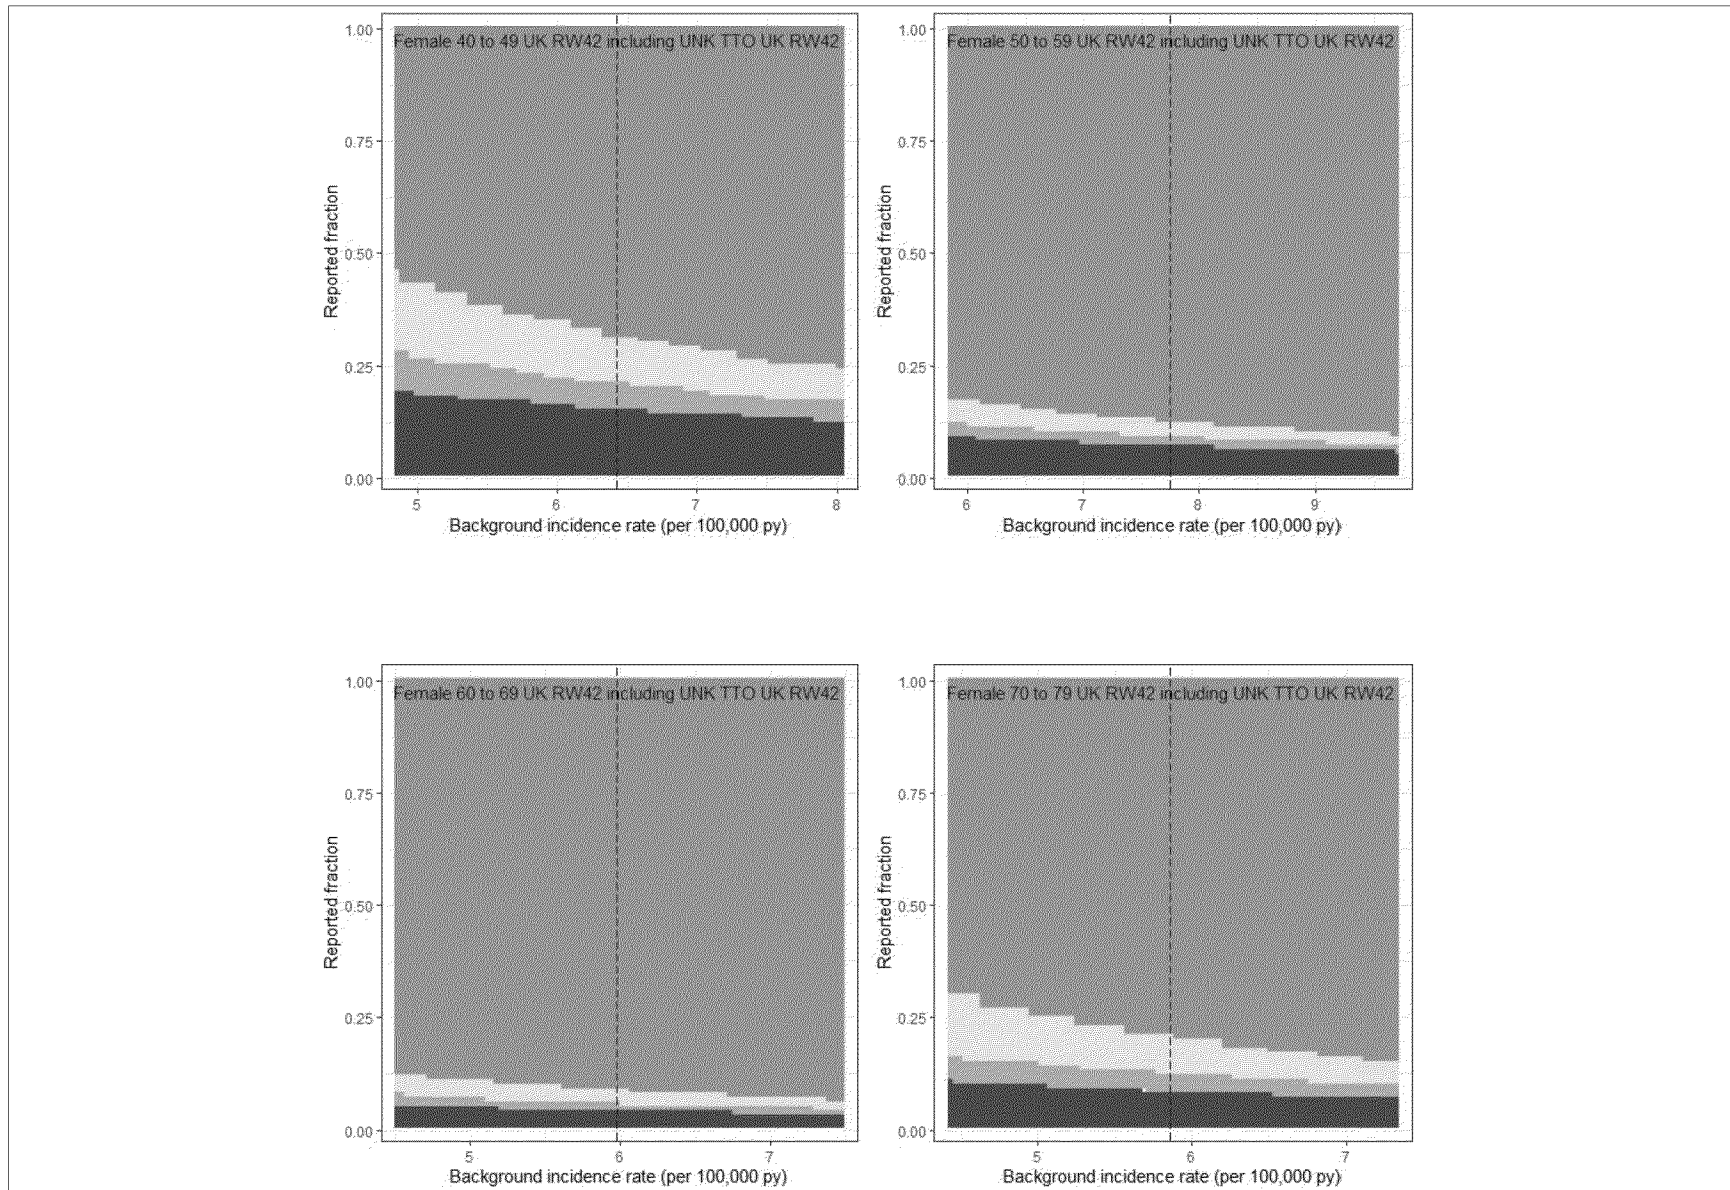 1.00
Female 40 to 49 UK RW42 including UNK TTO UK RW42
0.75
0.50
0.25
0.00
Reported fraction
5 6 7 8
Background incidence rate (per 100,000 py)
1.00
Female 50 to 59 UK RW42 including UNK TTO UK RW42
0.75
0.50
0.25
0.00
Reported fraction
6 7 8 9
Background incidence rate (per 100,000 py)
1.00
Female 60 to 69 UK RW42 including UNK TTO UK RW42
0.75
0.50
0.25
0.00
Reported fraction
5 6 7
Background incidence rate (per 100,000 py)
1.00
Female 70 to 79 UK RW42 including UNK TTO UK RW42
0.75
0.50
0.25
0.00
Reported fraction
5 6 7
Background incidence rate (per 100,000 py)